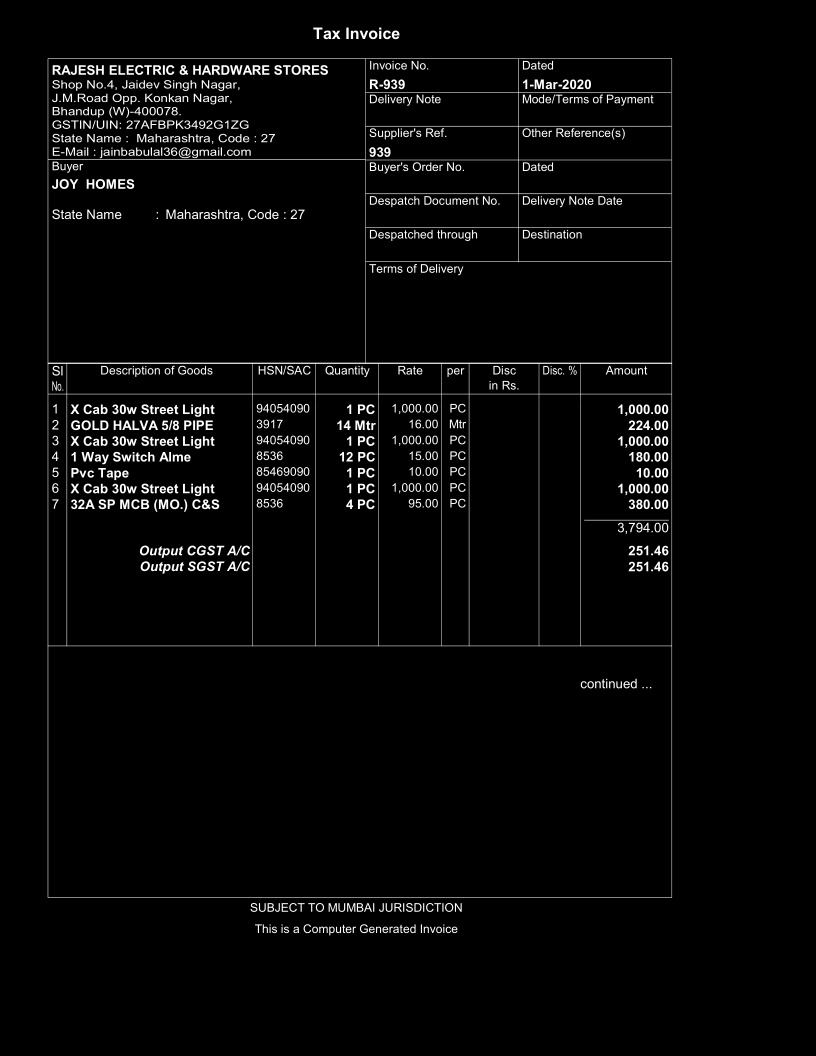 Tax Invoice
RAJESH ELECTRIC & HARDWARE STORES
Shop No.4, Jaidev Singh Nagar,
J.M.Road Opp. Konkan Nagar,
Bhandup (W)-400078.
GSTIN/UIN: 27AFBPK3492G1ZG
State Name : Maharashtra, Code : 27
E-Mail : jainbabulal36@gmail.com
Buyer
JOY HOMES
State Name : Maharashtra, Code : 27
Invoice No. Dated
R-939 1-Mar-2020
Delivery Note Mode/Terms of Payment
Supplier's Ref. Other Reference(s)
939
Buyer's Order No. Dated
Despatch Document No. Delivery Note Date
Despatched through Destination
Terms of Delivery
Sl No. Description of Goods HSN/SAC Quantity Rate per Disc in Rs. Disc. % Amount
1 X Cab 30w Street Light 94054090 1 PC 1,000.00 PC 1,000.00
2 GOLD HALVA 5/8 PIPE 3917 14 Mtr 16.00 Mtr 224.00
3 X Cab 30w Street Light 94054090 1 PC 1,000.00 PC 1,000.00
4 1 Way Switch Alme 8536 12 PC 15.00 PC 180.00
5 Pvc Tape 85469090 1 PC 10.00 PC 10.00
6 X Cab 30w Street Light 94054090 1 PC 1,000.00 PC 1,000.00
7 32A SP MCB (MO.) C&S 8536 4 PC 95.00 PC 380.00
3,794.00
Output CGST A/C 251.46
Output SGST A/C 251.46
continued ...
SUBJECT TO MUMBAI JURISDICTION
This is a Computer Generated Invoice